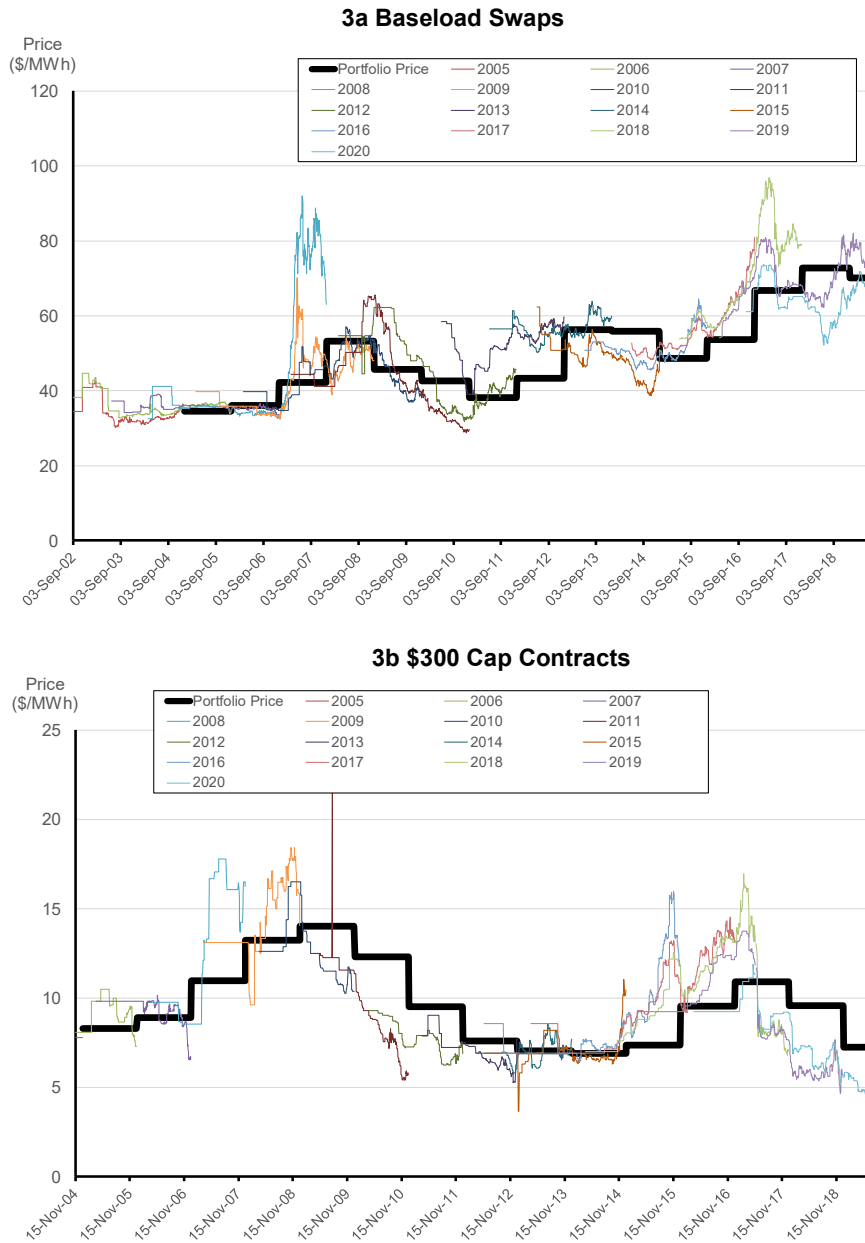 3a Baseload Swaps
Price
($/MWh)
Portfolio Price 2005 2006 2007
2008 2009 2010 2011
2012 2013 2014 2015
2016 2017 2018 2019
2020
120
100
80
60
40
20
0
03-Sep-02 03-Sep-03 03-Sep-04 03-Sep-05 03-Sep-06 03-Sep-07 03-Sep-08 03-Sep-09 03-Sep-10 03-Sep-11 03-Sep-12 03-Sep-13 03-Sep-14 03-Sep-15 03-Sep-16 03-Sep-17 03-Sep-18
3b $300 Cap Contracts
Price
($/MWh)
Portfolio Price 2005 2006 2007
2008 2009 2010 2011
2012 2013 2014 2015
2016 2017 2018 2019
2020
25
20
15
10
5
0
15-Nov-04 15-Nov-05 15-Nov-06 15-Nov-07 15-Nov-08 15-Nov-09 15-Nov-10 15-Nov-11 15-Nov-12 15-Nov-13 15-Nov-14 15-Nov-15 15-Nov-16 15-Nov-17 15-Nov-18